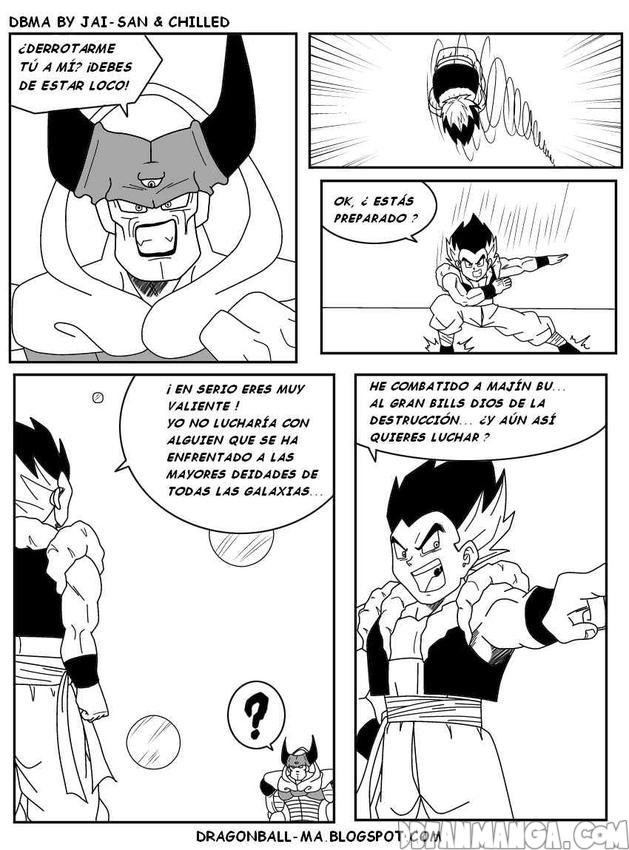 DBMA BY JAI-SAN & CHILLED
¿DERROTARME
TÚ A MÍ? ¡DEBES
DE ESTAR LOCO!
OK, ¿ ESTÁS
PREPARADO ?
¡ EN SERIO ERES MUY
VALIENTE !
YO NO LUCHARÍA CON
ALGUIEN QUE SE HA
ENFRENTADO A LAS
MAYORES DEIDADES DE
TODAS LAS GALAXIAS...
?
HE COMBATIDO A MAJÍN BU...
AL GRAN BILLS DIOS DE LA
DESTRUCCIÓN... ¿Y AÚN ASÍ
QUIERES LUCHAR ?
DRAGONBALL-MA.BLOGSPOT.COM